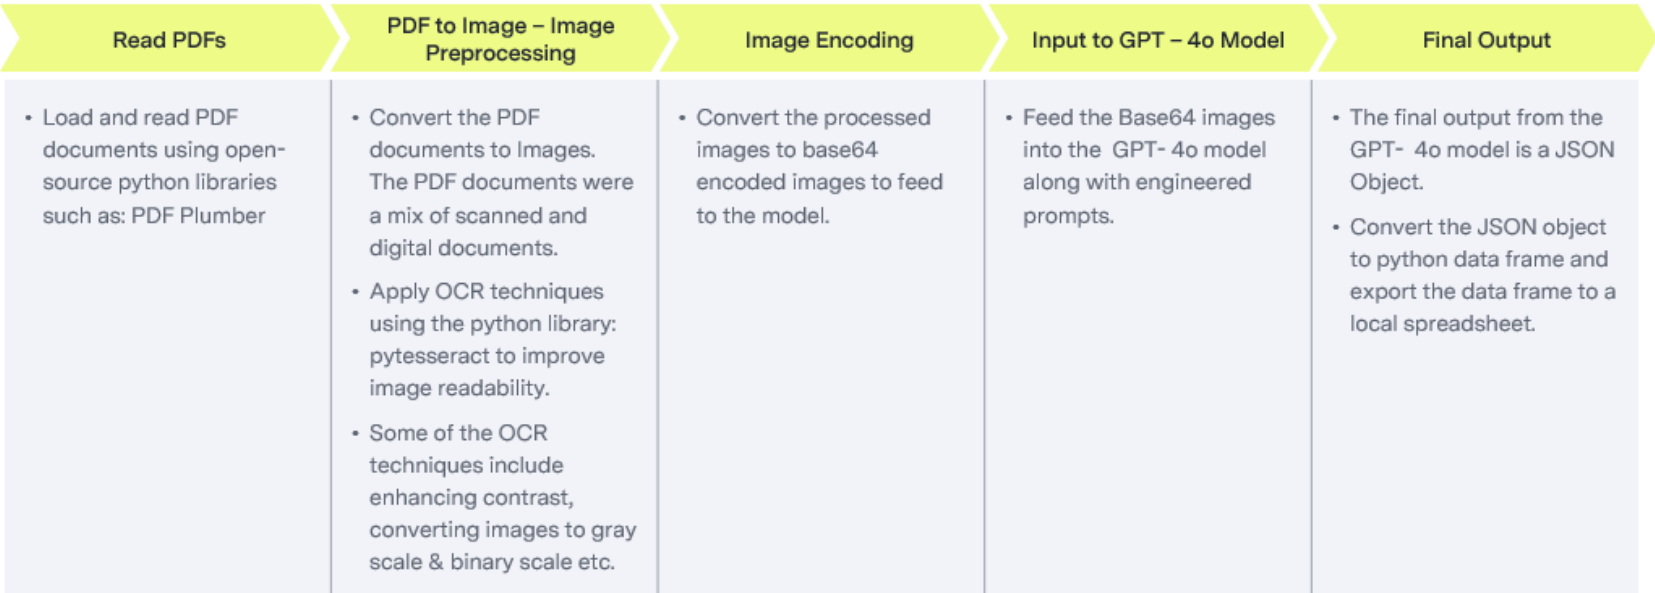 Read PDFs
PDF to Image – Image
Preprocessing
Image Encoding
Input to GPT – 4o Model
Final Output
• Load and read PDF
documents using open-
source python libraries
such as: PDF Plumber
• Convert the PDF
documents to Images.
The PDF documents were
a mix of scanned and
digital documents.
• Apply OCR techniques
using the python library:
pytesseract to improve
image readability.
• Some of the OCR
techniques include
enhancing contrast,
converting images to gray
scale & binary scale etc.
• Convert the processed
images to base64
encoded images to feed
to the model.
• Feed the Base64 images
into the GPT- 4o model
along with engineered
prompts.
• The final output from the
GPT- 4o model is a JSON
Object.
• Convert the JSON object
to python data frame and
export the data frame to a
local spreadsheet.